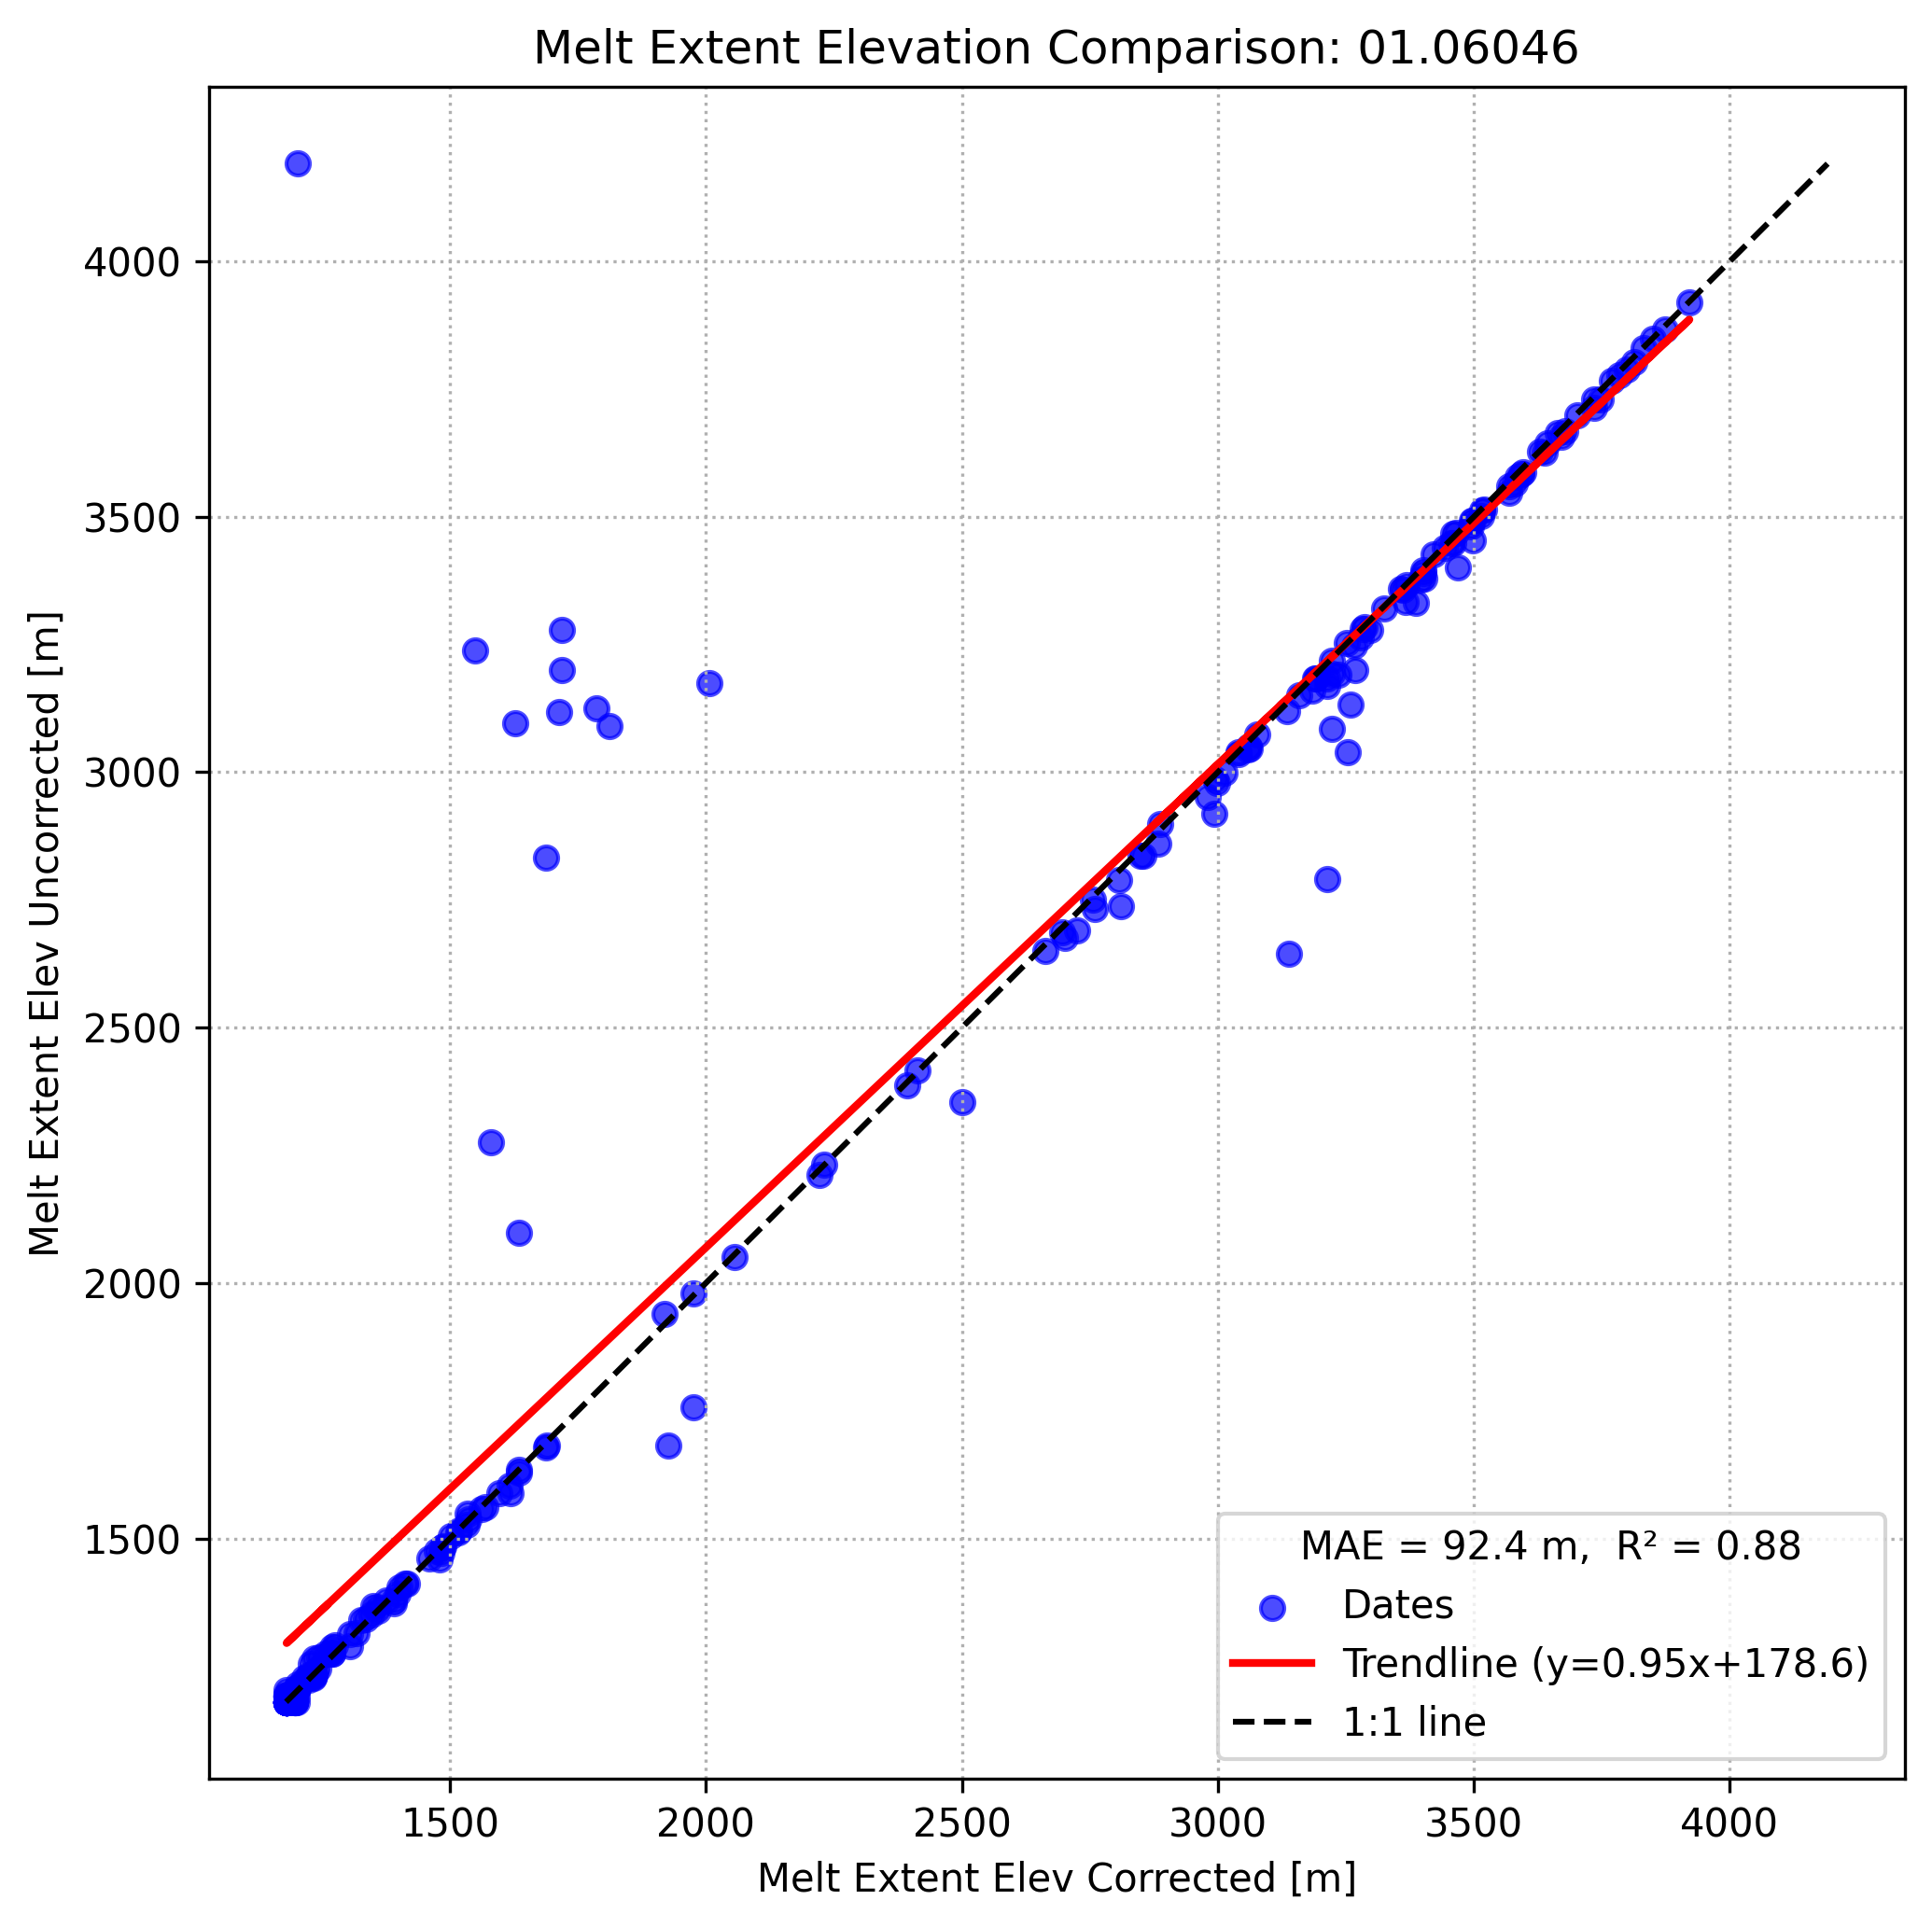 Melt Extent Elevation Comparison: 01.06046
Melt Extent Elev Uncorrected [m]
4000
3500
3000
2500
2000
1500
1500 2000 2500 3000 3500 4000
Melt Extent Elev Corrected [m]
MAE = 92.4 m, R² = 0.88
Dates
Trendline (y=0.95x+178.6)
1:1 line